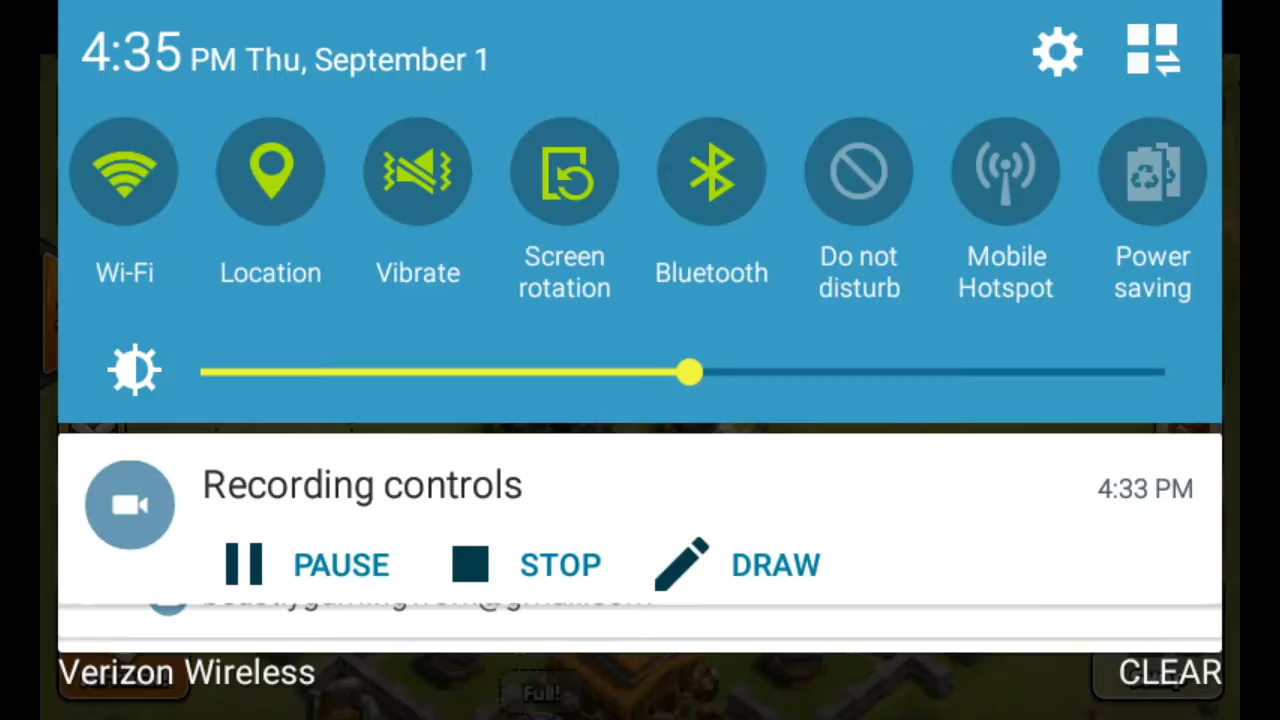 4:35 PM Thu, September 1
Wi-Fi
Location
Vibrate
Screen
rotation
Bluetooth
Do not
disturb
Mobile
Hotspot
Power
saving
Recording controls
4:33 PM
PAUSE
STOP
DRAW
Verizon Wireless
CLEAR
Full!